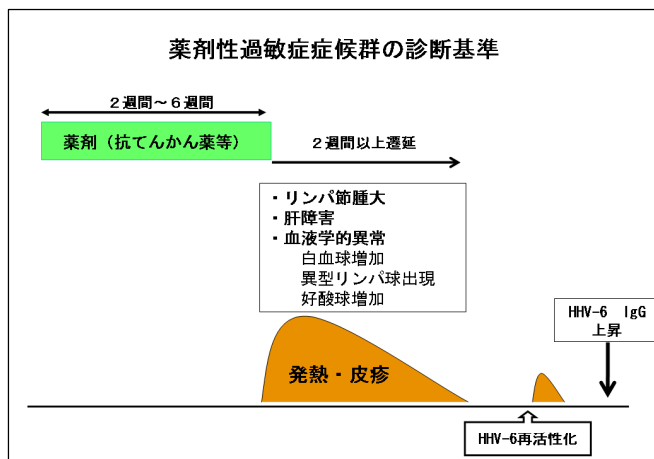 薬剤性過敏症症候群の診断基準
2週間~6週間
薬剤(抗てんかん薬等)
2週間以上遷延
・リンパ節腫大
・肝障害
・血液学的異常
白血球増加
異型リンパ球出現
好酸球増加
HHV-6 IgG
上昇
発熱・皮疹
HHV-6再活性化